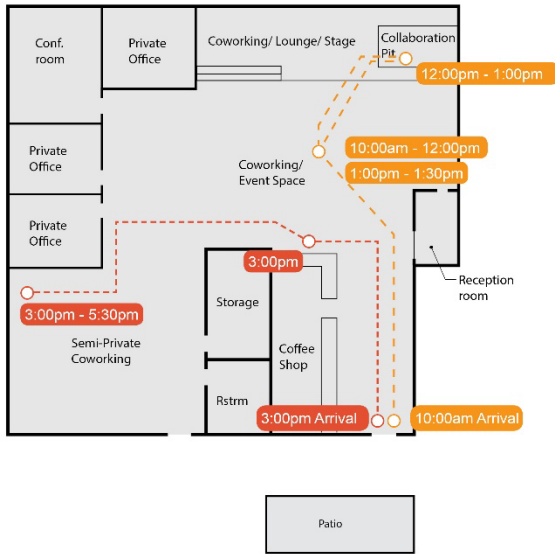 Conf.
room
Private
Office
Coworking/ Lounge/ Stage
Collaboration
Pit
12:00pm - 1:00pm
10:00am - 12:00pm
1:00pm - 1:30pm
Private
Office
Coworking/
Event Space
Private
Office
3:00pm
Reception
room
3:00pm - 5:30pm
Storage
Semi-Private
Coworking
Coffee
Shop
Rstrm
3:00pm Arrival
10:00am Arrival
Patio